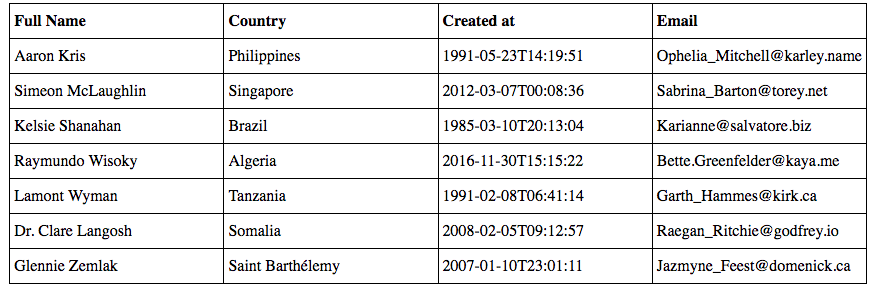 Full Name Country Created at Email
Aaron Kris Philippines 1991-05-23T14:19:51 Ophelia_Mitchell@karley.name
Simeon McLaughlin Singapore 2012-03-07T00:08:36 Sabrina_Barton@torey.net
Kelsie Shanahan Brazil 1985-03-10T20:13:04 Karianne@salvatore.biz
Raymundo Wisoky Algeria 2016-11-30T15:15:22 Bette.Greenfelder@kaya.me
Lamont Wyman Tanzania 1991-02-08T06:41:14 Garth_Hammes@kirk.ca
Dr. Clare Langosh Somalia 2008-02-05T09:12:57 Raegan_Ritchie@godfrey.io
Glennie Zemlak Saint Barthélemy 2007-01-10T23:01:11 Jazmyne_Feest@domenick.ca